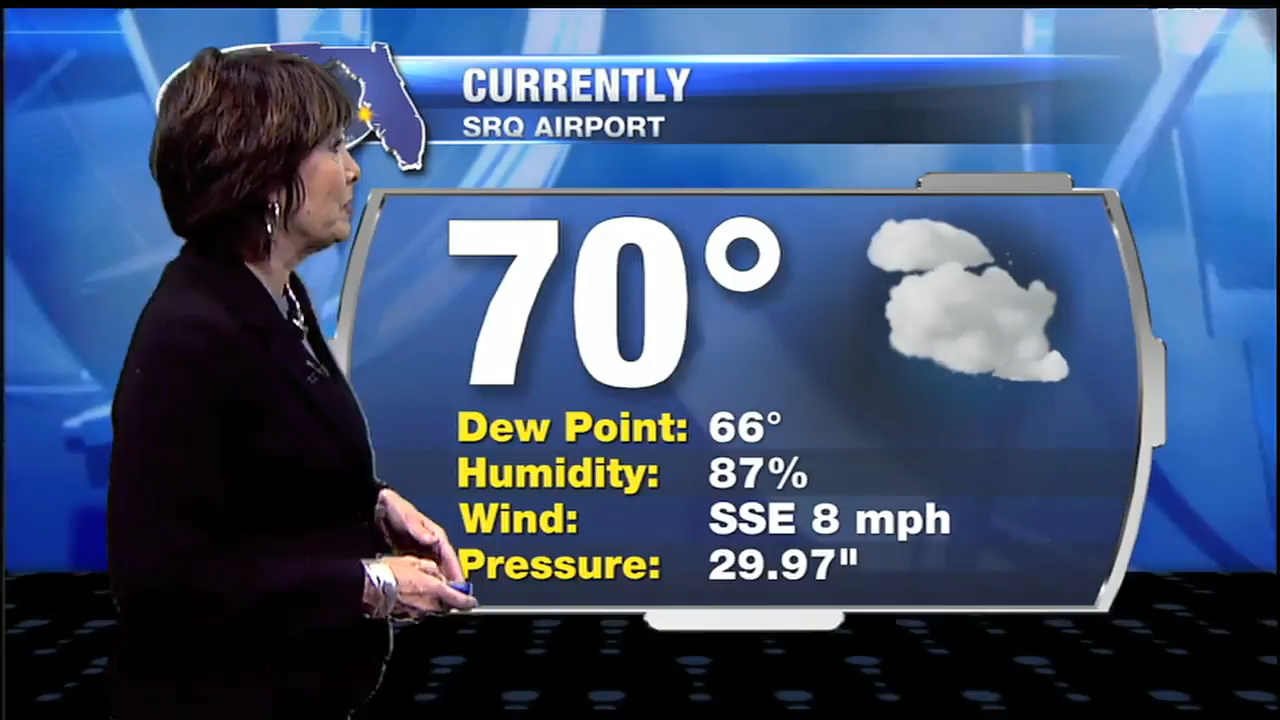 CURRENTLY
SRQ AIRPORT
70°
Dew Point: 66°
Humidity: 87%
Wind: SSE 8 mph
Pressure: 29.97"